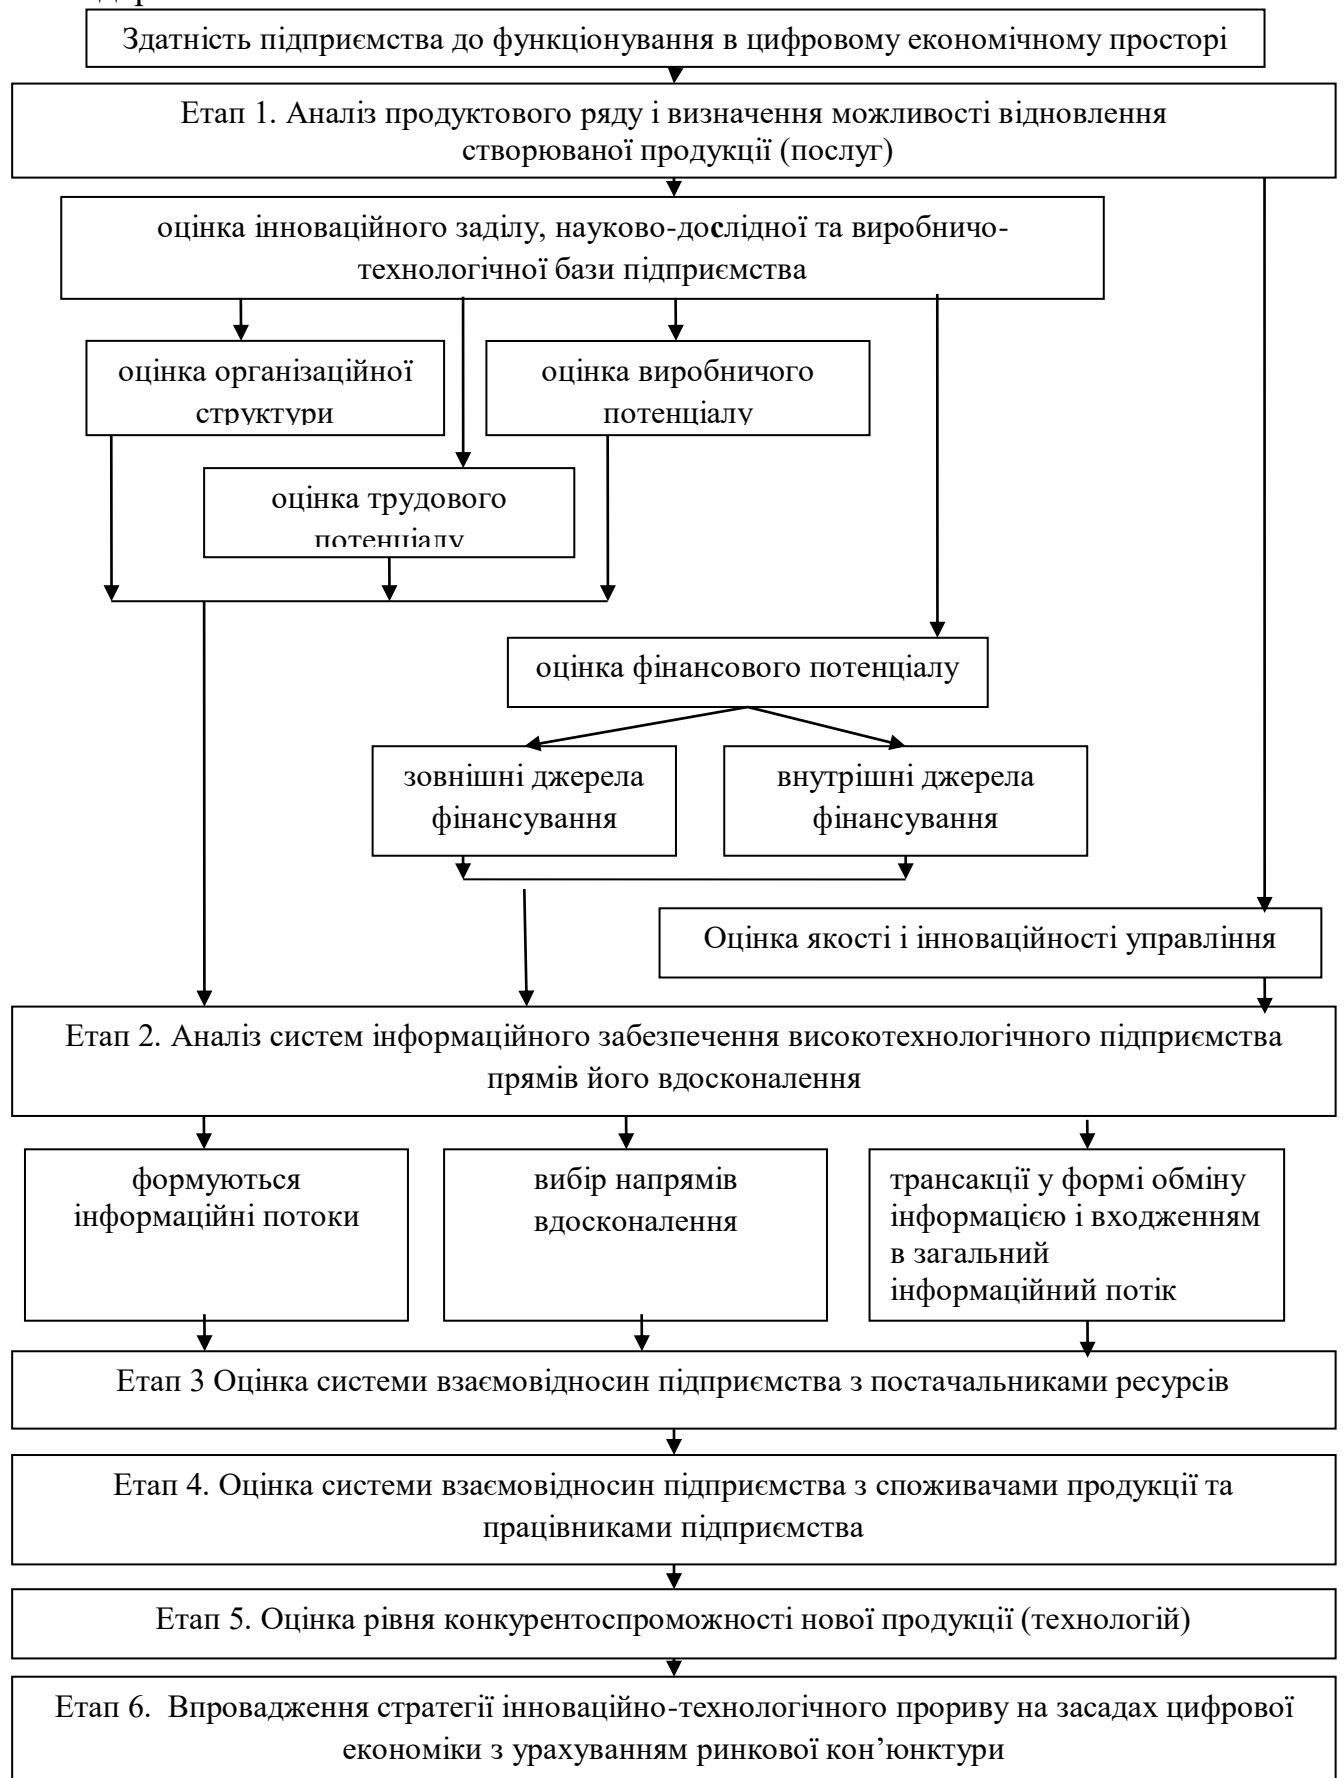 Здатність підприємства до функціонування в цифровому економічному просторі
Етап 1. Аналіз продуктового ряду і визначення можливості відновлення
створюваної продукції (послуг)
оцінка інноваційного заділу, науково-дослідної та виробничо-
технологічної бази підприємства
оцінка організаційної
структури
оцінка виробничого
потенціалу
оцінка трудового
потенціалу
оцінка фінансового потенціалу
зовнішні джерела
фінансування
внутрішні джерела
фінансування
Оцінка якості і інноваційності управління
Етап 2. Аналіз систем інформаційного забезпечення високотехнологічного підприємства
прямів його вдосконалення
формуються
інформаційні потоки
вибір напрямів
вдосконалення
трансакції у формі обміну
інформацією і входженням
в загальний
інформаційний потік
Етап 3 Оцінка системи взаємовідносин підприємства з постачальниками ресурсів
Етап 4. Оцінка системи взаємовідносин підприємства з споживачами продукції та
працівниками підприємства
Етап 5. Оцінка рівня конкурентоспроможності нової продукції (технологій)
Етап 6. Впровадження стратегії інноваційно-технологічного прориву на засадах цифрової
економіки з урахуванням ринкової кон’юнктури